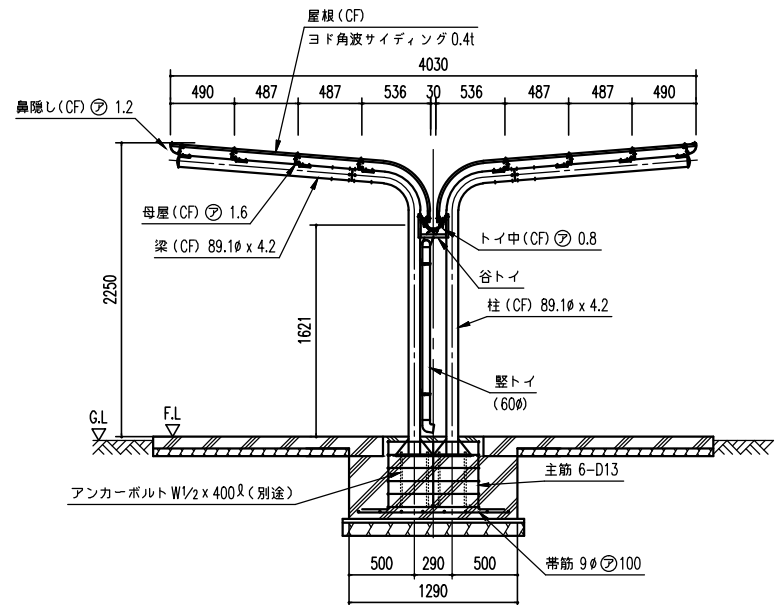 屋根(CF)
ヨド角波サイディング 0.4t
4030
490 487 487 536 30 536 487 487 490
鼻隠し(CF) ㋐ 1.2
母屋(CF) ㋐ 1.6
梁(CF) 89.1φ x 4.2
トイ中(CF) ㋐ 0.8
谷トイ
柱(CF) 89.1φ x 4.2
2250
1621
竪トイ
(60φ)
G.L
F.L
主筋 6-D13
アンカーボルト W1/2 x 400ℓ(別途)
帯筋 9φ㋐100
500 290 500
1290